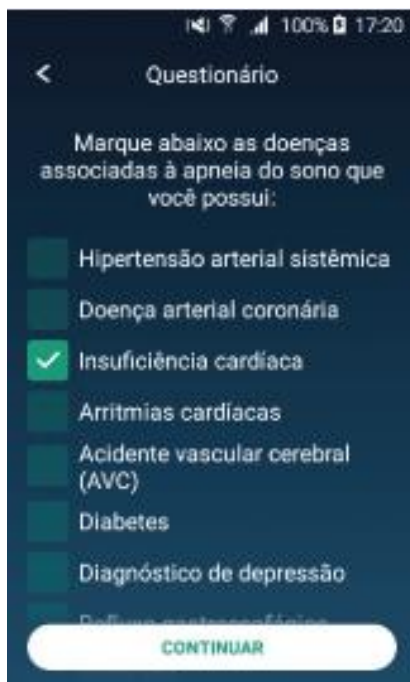 100% 17:20
Questionário
Marque abaixo as doenças
associadas à apneia do sono que
você possui:
Hipertensão arterial sistêmica
Doença arterial coronária
Insuficiência cardíaca
Arritmias cardíacas
Acidente vascular cerebral
(AVC)
Diabetes
Diagnóstico de depressão
CONTINUAR